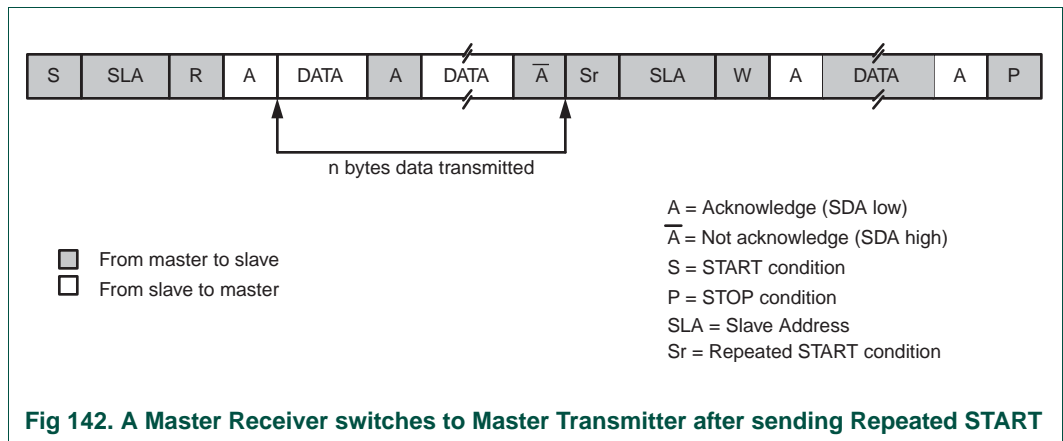 S SLA R A DATA A DATA A̅ Sr SLA W A DATA A P
n bytes data transmitted
From master to slave
From slave to master
A = Acknowledge (SDA low)
A̅ = Not acknowledge (SDA high)
S = START condition
P = STOP condition
SLA = Slave Address
Sr = Repeated START condition
Fig 142. A Master Receiver switches to Master Transmitter after sending Repeated START